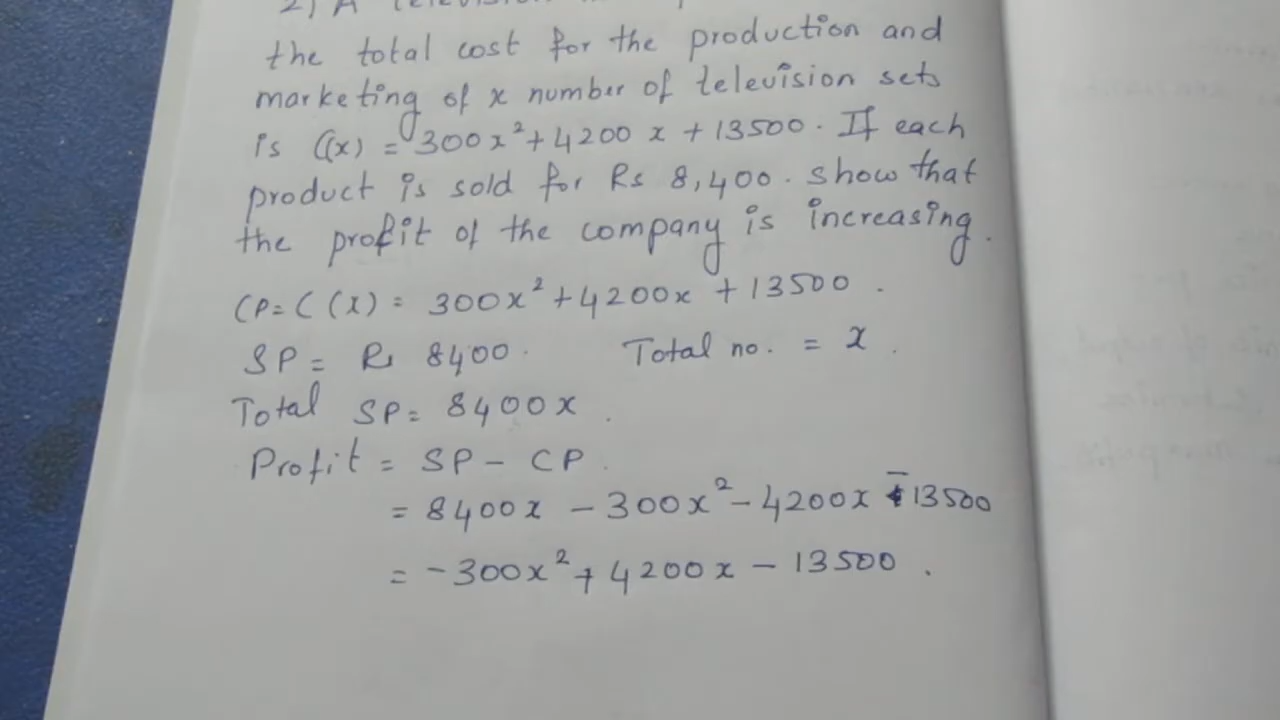 2) A
the total cost for the production and
marketing of x number of television sets
is C(x) = 300x² + 4200x + 13500. If each
product is sold for Rs 8,400. show that
the profit of the company is increasing.
CP = C(x) = 300x² + 4200x + 13500.
SP = Rs 8400. Total no. = x.
Total SP = 8400x.
Profit = SP - CP.
= 8400x - 300x² - 4200x - 13500
= -300x² + 4200x - 13500.